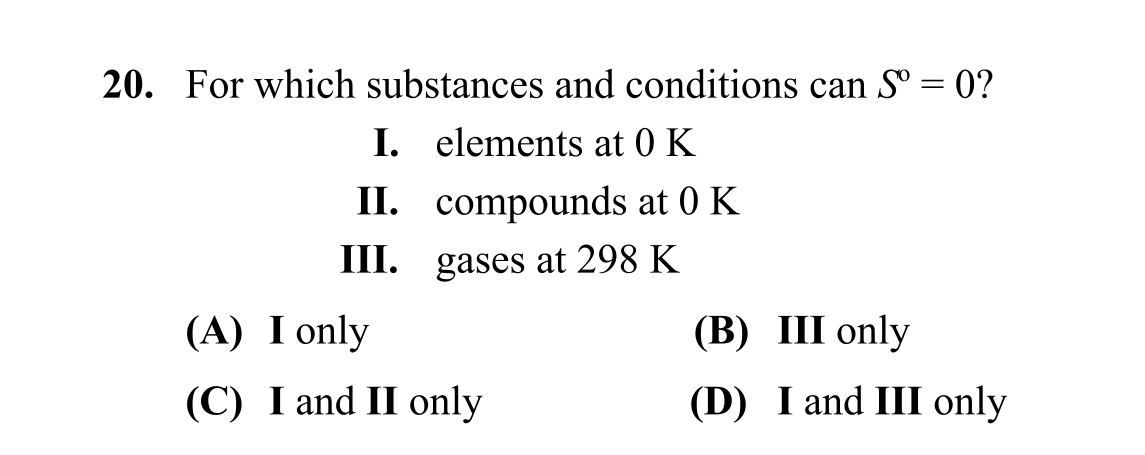 20. For which substances and conditions can Sº = 0?
I. elements at 0 K
II. compounds at 0 K
III. gases at 298 K
(A) I only (B) III only
(C) I and II only (D) I and III only